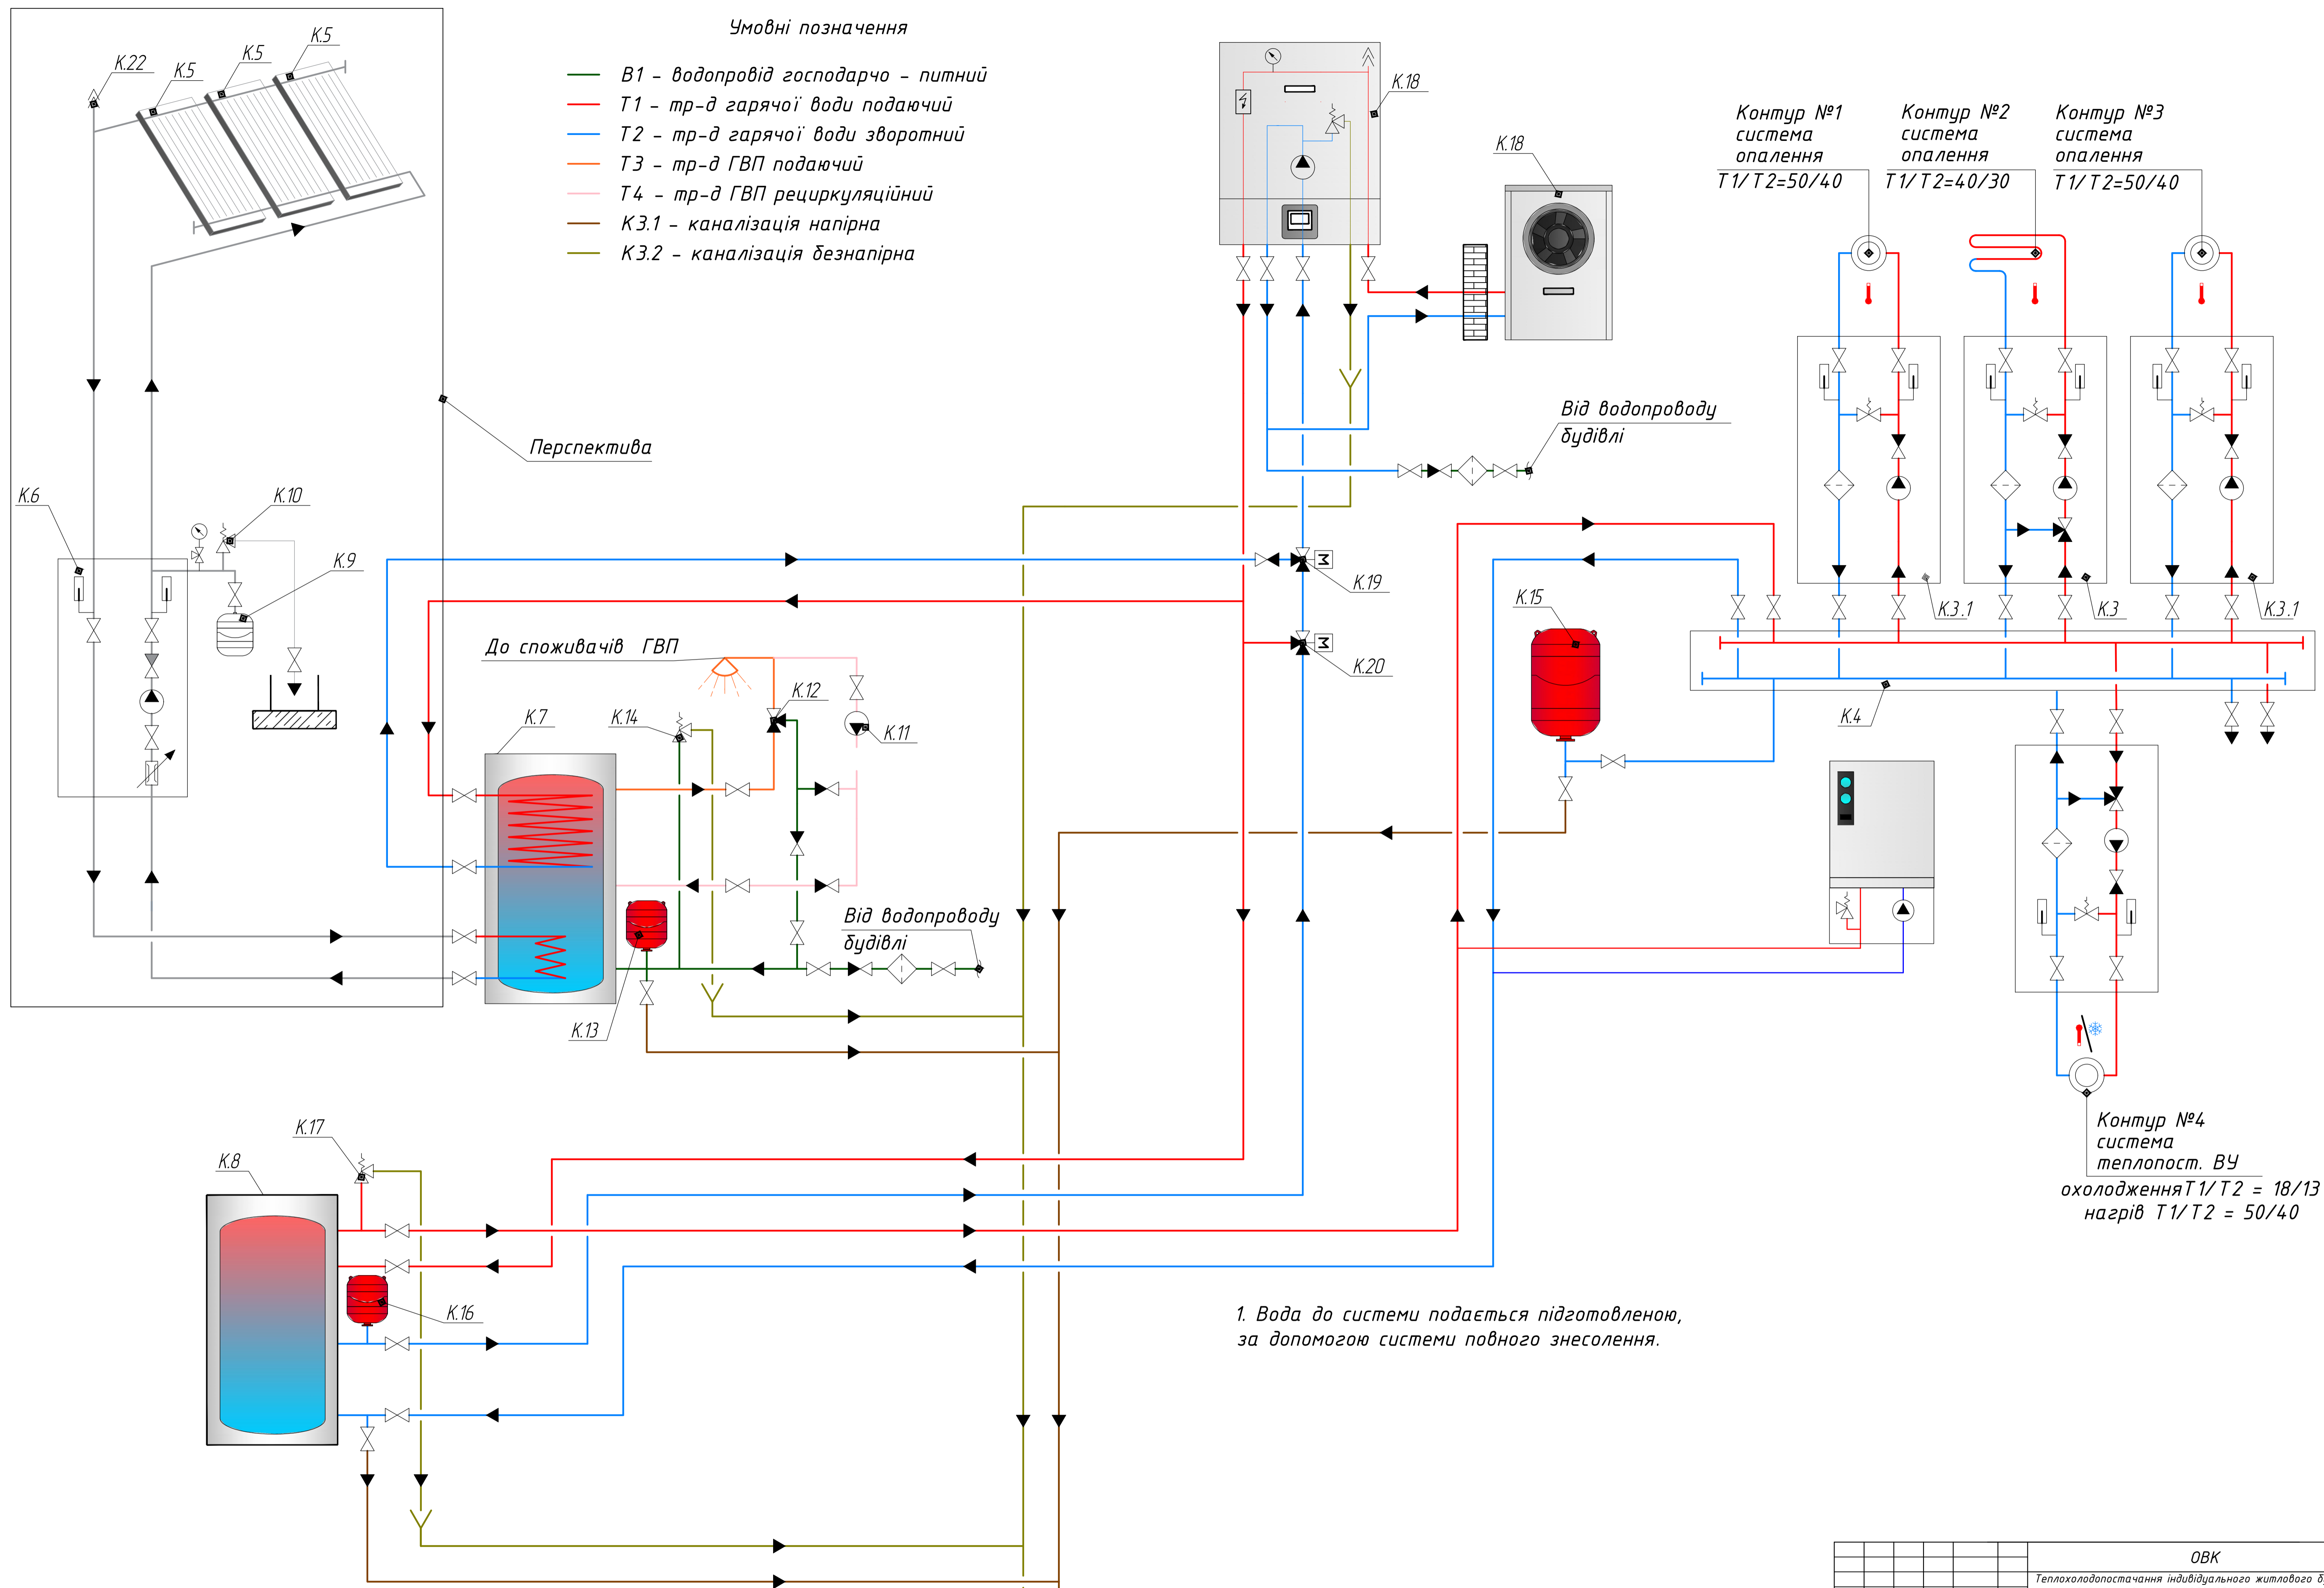 Умовні позначення
В1 - водопровід господарчо - питний
Т1 - тр-д гарячої води подаючий
Т2 - тр-д гарячої води зворотний
Т3 - тр-д ГВП подаючий
Т4 - тр-д ГВП рециркуляційний
К3.1 - каналізація напірна
К3.2 - каналізація безнапірна
К.22
К.5
К.5
К.5
К.18
К.18
Контур №1
система
опалення
Т1/Т2=50/40
Контур №2
система
опалення
Т1/Т2=40/30
Контур №3
система
опалення
Т1/Т2=50/40
Перспектива
Від водопроводу
будівлі
К.6
К.10
К.9
М
К.19
М
К.20
К.15
К.3.1
К.3
К.3.1
К.4
До споживачів ГВП
К.12
К.14
К.11
К.7
Від водопроводу
будівлі
К.13
Контур №4
система
теплопост. ВУ
охолодженняТ1/Т2 = 18/13
нагрів Т1/Т2 = 50/40
К.17
К.8
К.16
1. Вода до системи подається підготовленою,
за допомогою системи повного знесолення.
ОВК
Теплохолодопостачання індивідуального житлового